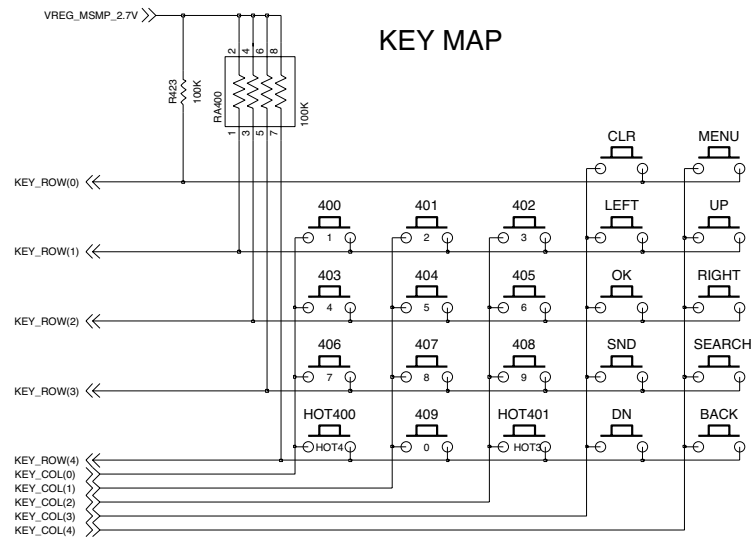 VREG_MSMP_2.7V
KEY MAP
2 4 6 8
R423
100K
RA400
100K
1 3 5 7
CLR MENU
KEY_ROW(0)
400 401 402 LEFT UP
1 2 3
KEY_ROW(1)
403 404 405 OK RIGHT
4 5 6
KEY_ROW(2)
406 407 408 SND SEARCH
7 8 9
KEY_ROW(3)
HOT400 409 HOT401 DN BACK
HOT4 0 HOT3
KEY_ROW(4)
KEY_COL(0)
KEY_COL(1)
KEY_COL(2)
KEY_COL(3)
KEY_COL(4)